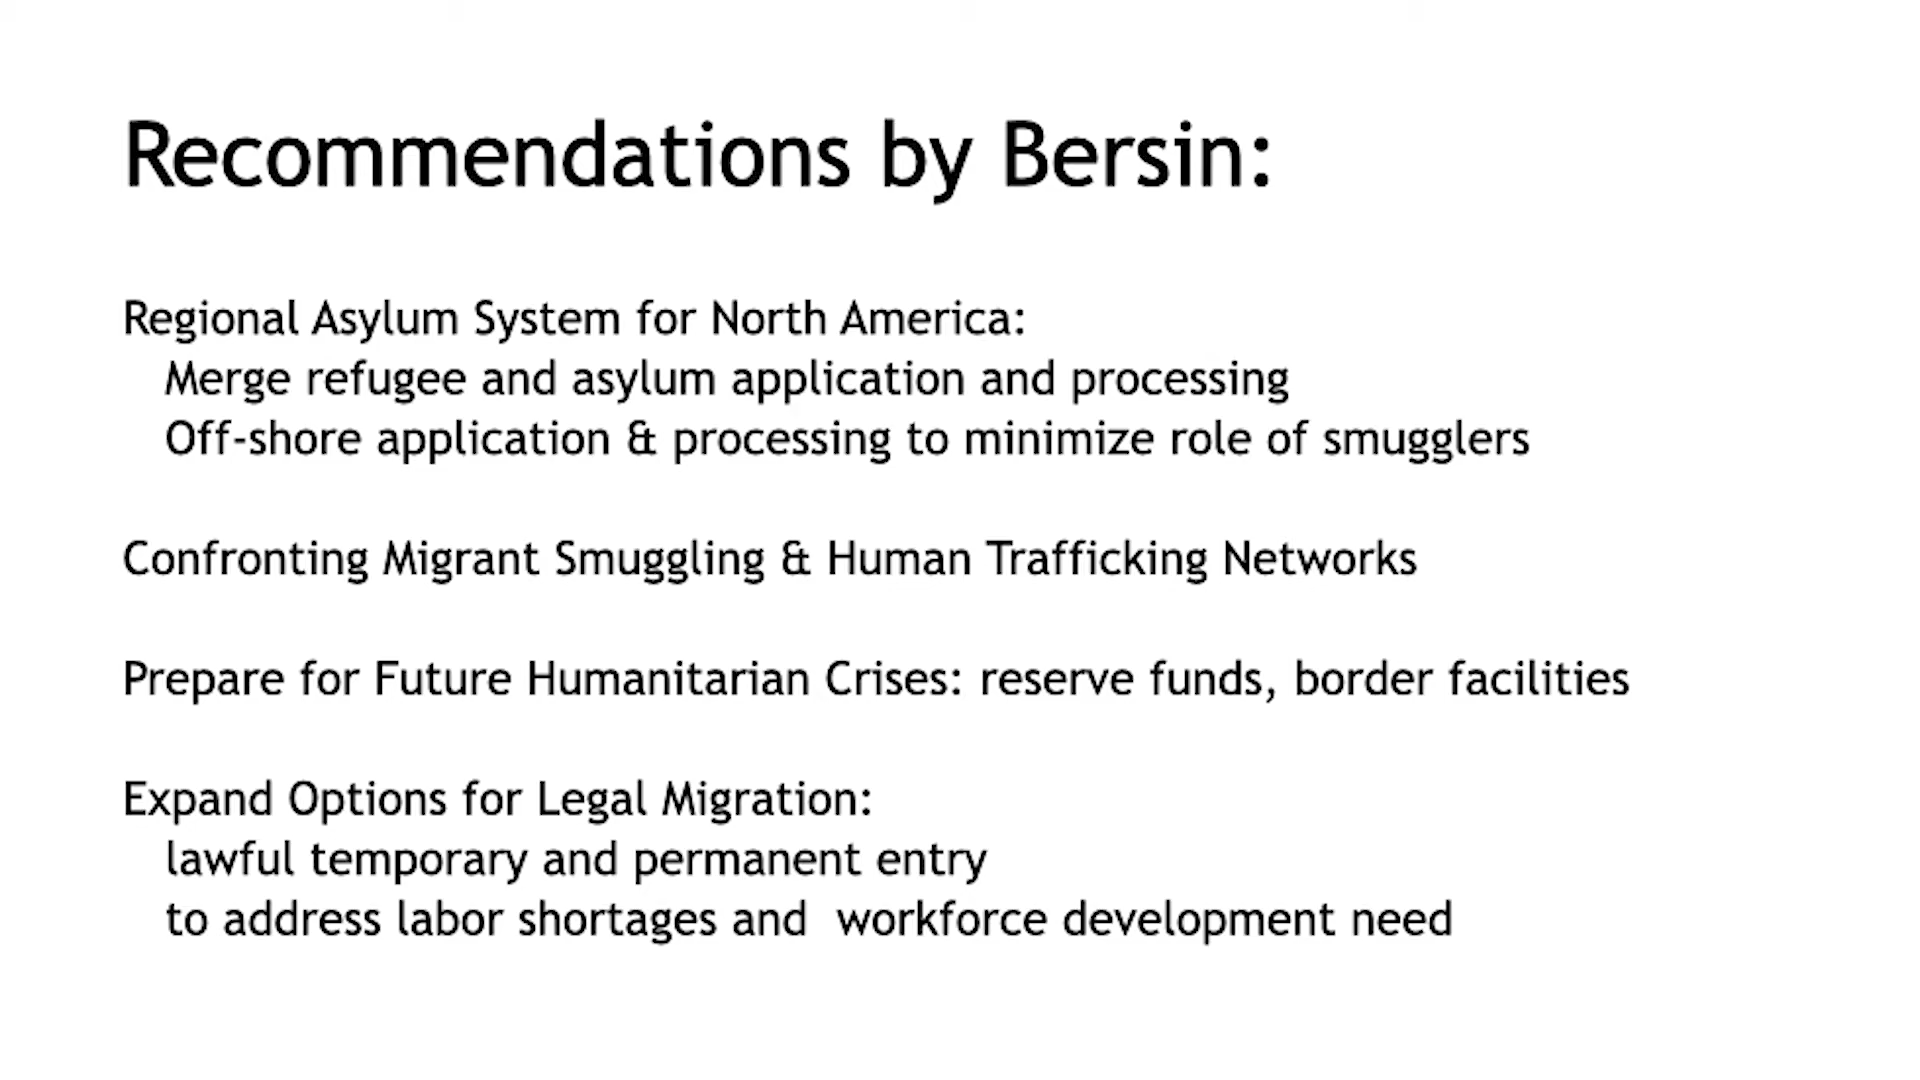 Recommendations by Bersin:
Regional Asylum System for North America:
Merge refugee and asylum application and processing
Off-shore application & processing to minimize role of smugglers
Confronting Migrant Smuggling & Human Trafficking Networks
Prepare for Future Humanitarian Crises: reserve funds, border facilities
Expand Options for Legal Migration:
lawful temporary and permanent entry
to address labor shortages and  workforce development need